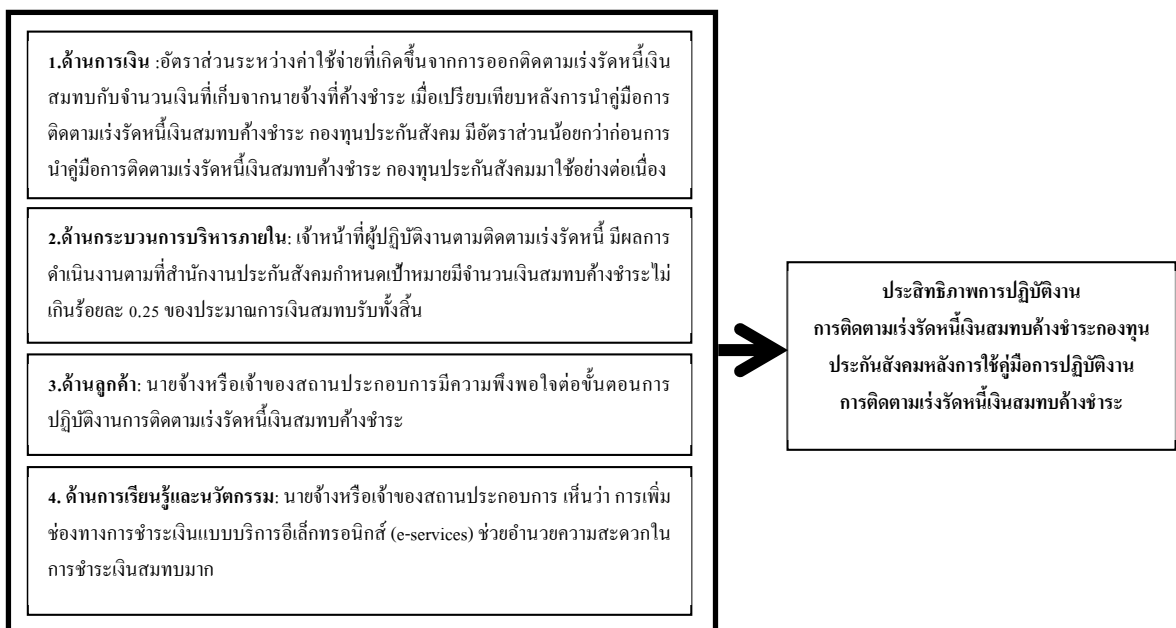 1.ด้านการเงิน :อัตราส่วนระหว่างค่าใช้จ่ายที่เกิดขึ้นจากการออกติดตามเร่งรัดหนี้เงิน
สมทบกับจำนวนเงินที่เก็บจากนายจ้างที่ค้างชำระ เมื่อเปรียบเทียบหลังการนำคู่มือการ
ติดตามเร่งรัดหนี้เงินสมทบค้างชำระ กองทุนประกันสังคม มีอัตราส่วนน้อยกว่าก่อนการ
นำคู่มือการติดตามเร่งรัดหนี้เงินสมทบค้างชำระ กองทุนประกันสังคมมาใช้อย่างต่อเนื่อง
2.ด้านกระบวนการบริหารภายใน: เจ้าหน้าที่ผู้ปฏิบัติงานตามติดตามเร่งรัดหนี้ มีผลการ
ดำเนินงานตามที่สำนักงานประกันสังคมกำหนดเป้าหมายมีจำนวนเงินสมทบค้างชำระไม่
เกินร้อยละ 0.25 ของประมาณการเงินสมทบรับทั้งสิ้น
3.ด้านลูกค้า: นายจ้างหรือเจ้าของสถานประกอบการมีความพึงพอใจต่อขั้นตอนการ
ปฏิบัติงานการติดตามเร่งรัดหนี้เงินสมทบค้างชำระ
4. ด้านการเรียนรู้และนวัตกรรม: นายจ้างหรือเจ้าของสถานประกอบการ เห็นว่า การเพิ่ม
ช่องทางการชำระเงินแบบบริการอีเล็กทรอนิกส์ (e-services) ช่วยอำนวยความสะดวกใน
การชำระเงินสมทบมาก
ประสิทธิภาพการปฏิบัติงาน
การติดตามเร่งรัดหนี้เงินสมทบค้างชำระกองทุน
ประกันสังคมหลังการใช้คู่มือการปฏิบัติงาน
การติดตามเร่งรัดหนี้เงินสมทบค้างชำระ